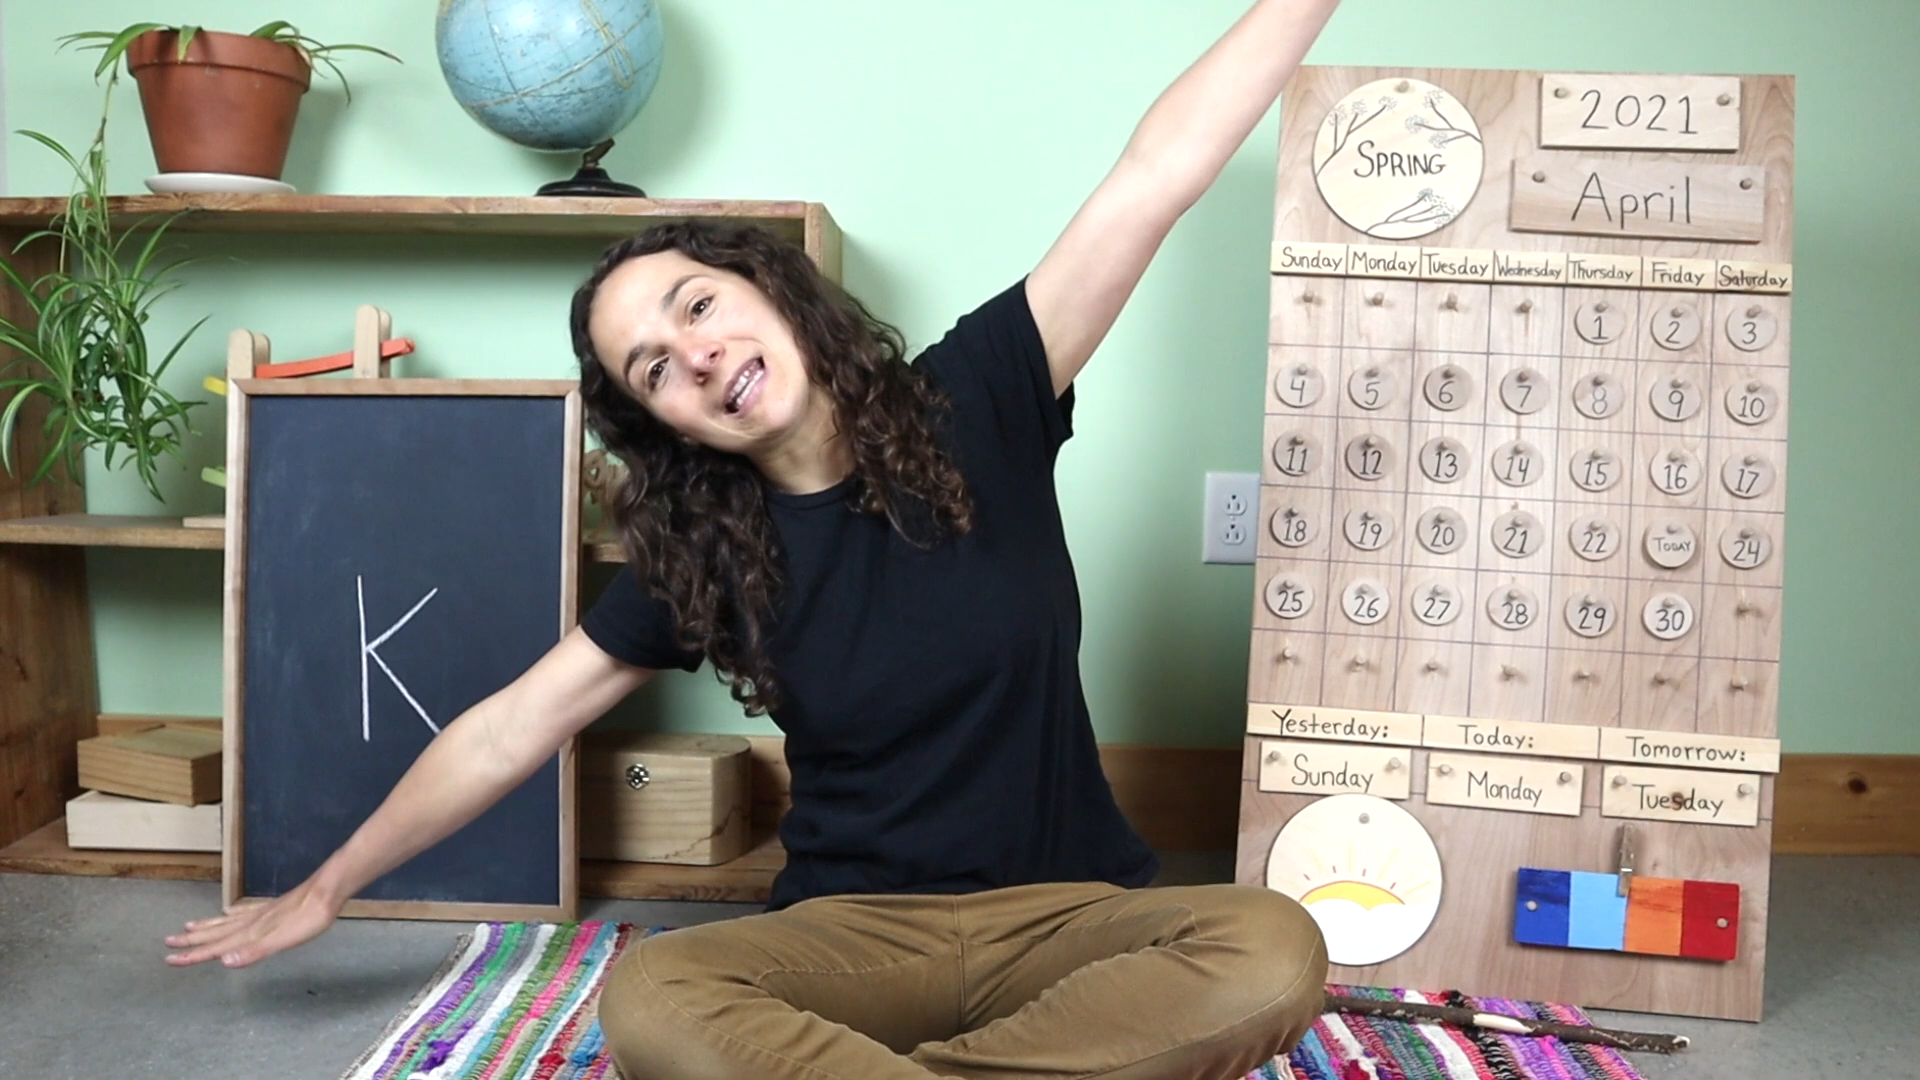 K
SPRING
2021
April
Sunday Monday Tuesday Wednesday Thursday Friday Saturday
1 2 3
4 5 6 7 8 9 10
11 12 13 14 15 16 17
18 19 20 21 22 TODAY 24
25 26 27 28 29 30
Yesterday: Today: Tomorrow:
Sunday Monday Tuesday